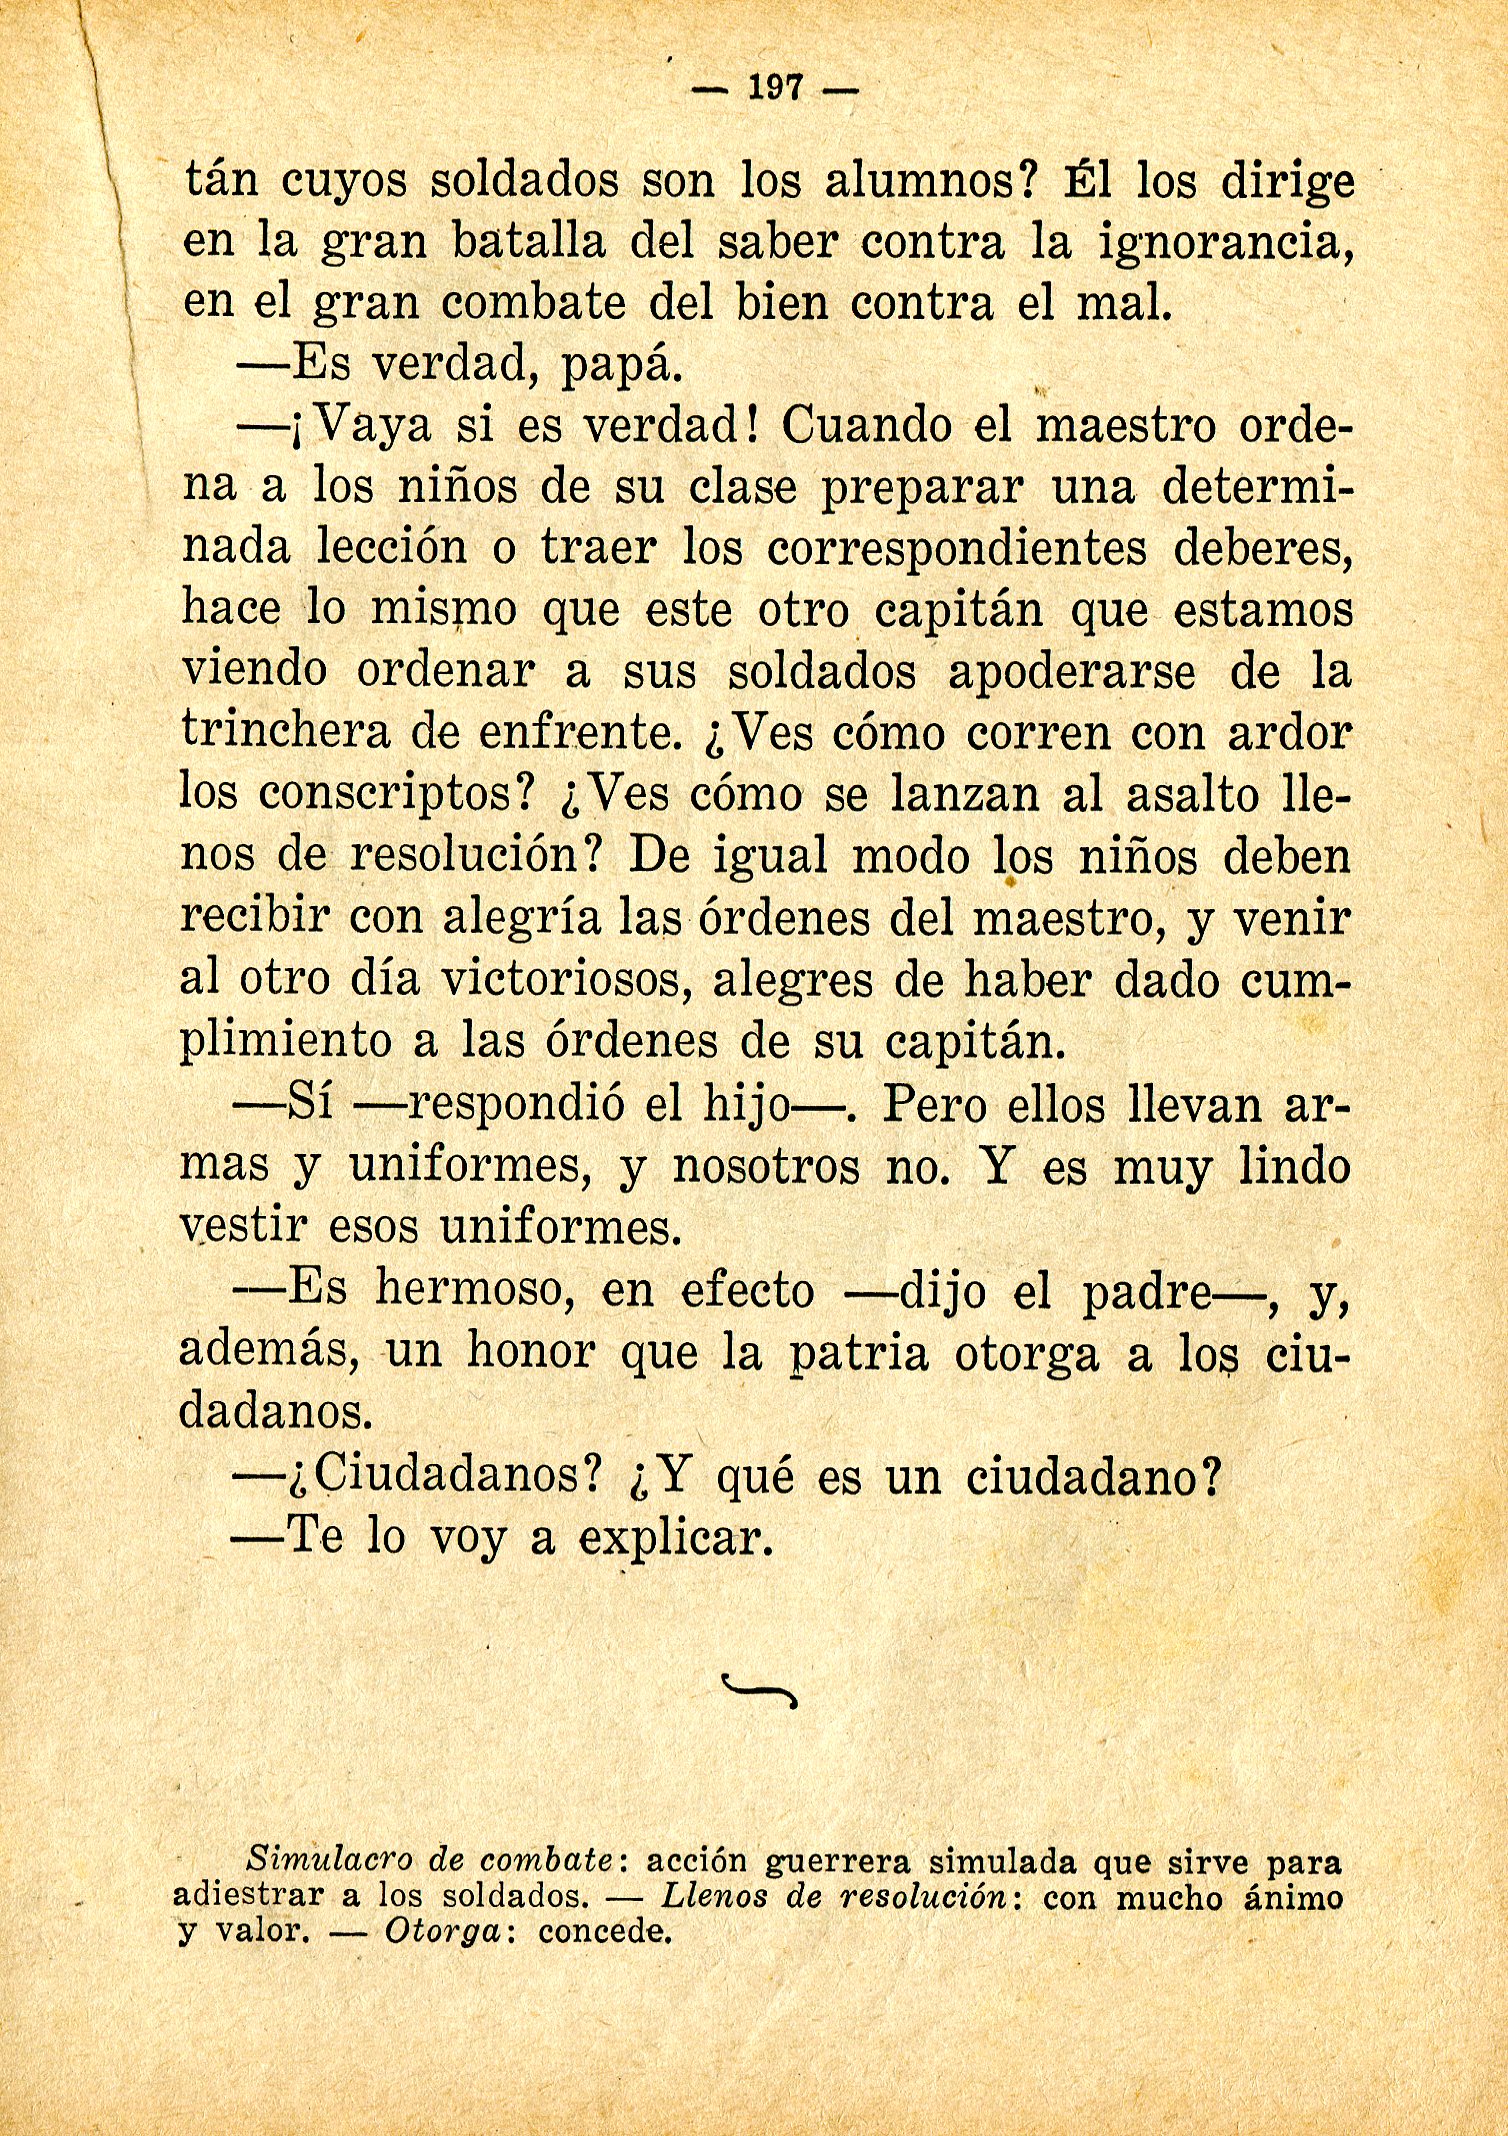 — 197 —
tán cuyos soldados son los alumnos? Él los dirige
en la gran batalla del saber contra la ignorancia,
en el gran combate del bien contra el mal.
—Es verdad, papá.
—¡Vaya si es verdad! Cuando el maestro orde-
na a los niños de su clase preparar una determi-
nada lección o traer los correspondientes deberes,
hace lo mismo que este otro capitán que estamos
viendo ordenar a sus soldados apoderarse de la
trinchera de enfrente. ¿Ves cómo corren con ardor
los conscriptos? ¿Ves cómo se lanzan al asalto lle-
nos de resolución? De igual modo los niños deben
recibir con alegría las órdenes del maestro, y venir
al otro día victoriosos, alegres de haber dado cum-
plimiento a las órdenes de su capitán.
—Sí —respondió el hijo—. Pero ellos llevan ar-
mas y uniformes, y nosotros no. Y es muy lindo
vestir esos uniformes.
—Es hermoso, en efecto —dijo el padre—, y,
además, un honor que la patria otorga a los ciu-
dadanos.
—¿Ciudadanos? ¿Y qué es un ciudadano?
—Te lo voy a explicar.
Simulacro de combate: acción guerrera simulada que sirve para
adiestrar a los soldados. — Llenos de resolución: con mucho ánimo
y valor. — Otorga: concede.